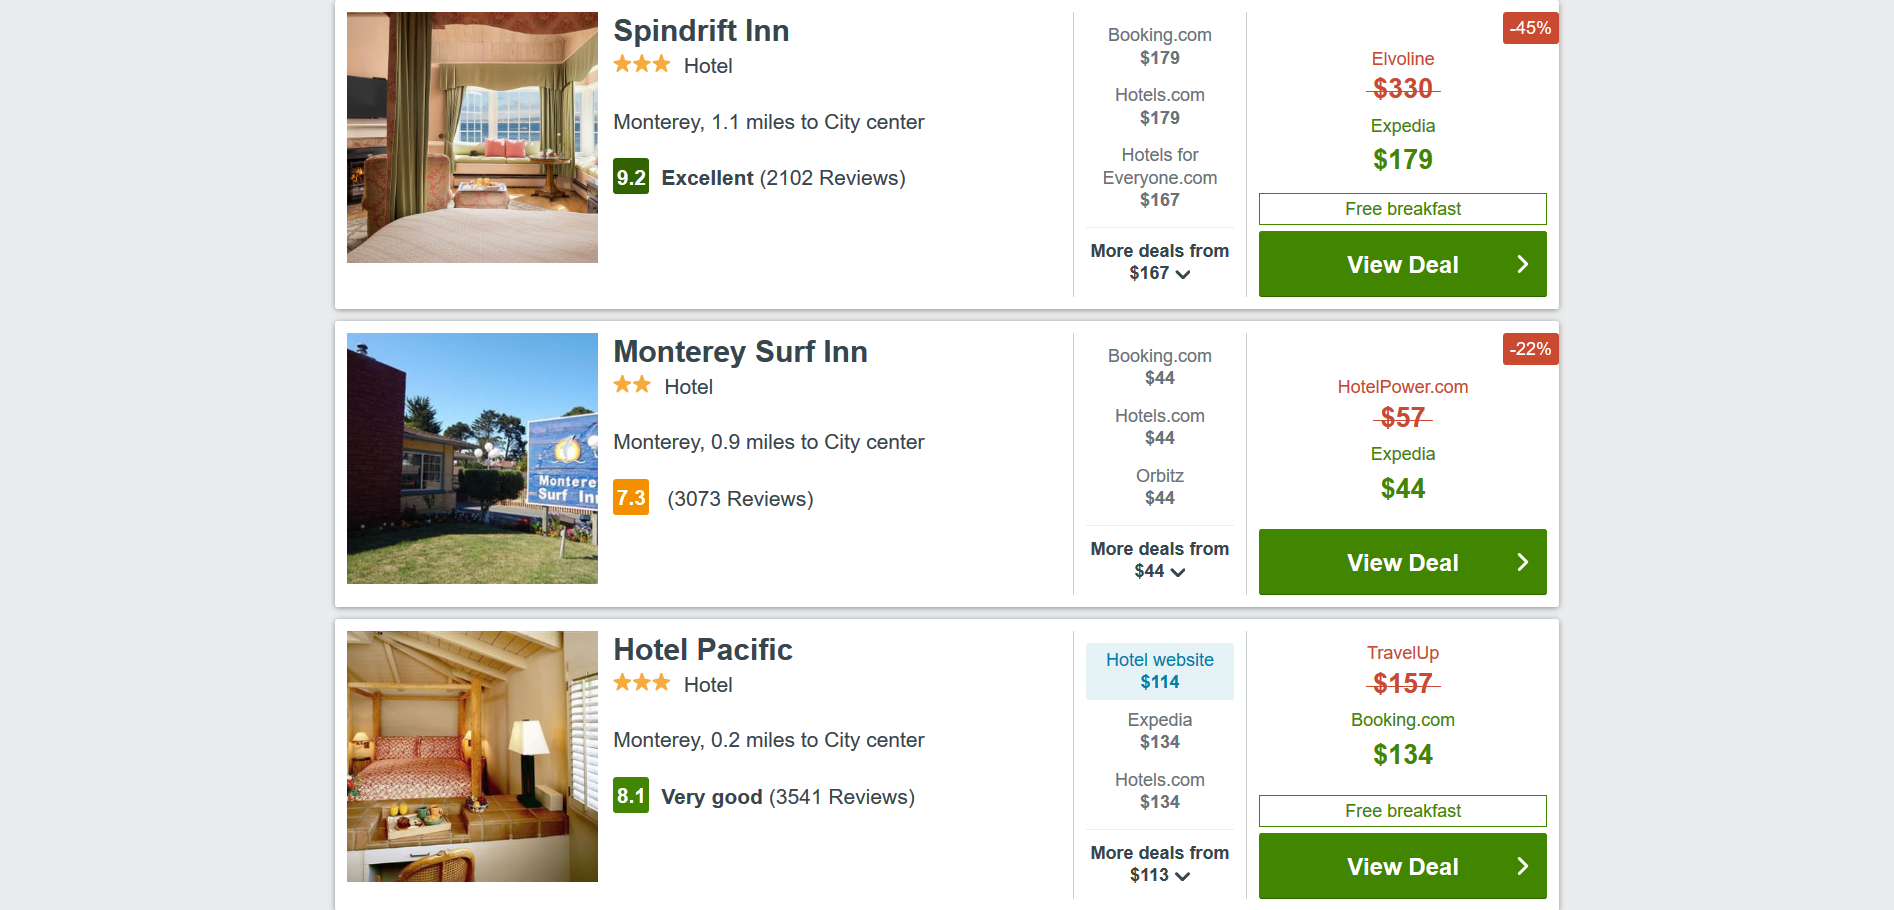 Spindrift Inn
Hotel
Monterey, 1.1 miles to City center
9.2 Excellent (2102 Reviews)
Booking.com
$179
Hotels.com
$179
Hotels for
Everyone.com
$167
More deals from
$167
-45%
Elvoline
$330
Expedia
$179
Free breakfast
View Deal
Monterey Surf Inn
Hotel
Monterey, 0.9 miles to City center
7.3 (3073 Reviews)
Montere
Surf In
Booking.com
$44
Hotels.com
$44
Orbitz
$44
More deals from
$44
-22%
HotelPower.com
$57
Expedia
$44
View Deal
Hotel Pacific
Hotel
Monterey, 0.2 miles to City center
8.1 Very good (3541 Reviews)
Hotel website
$114
Expedia
$134
Hotels.com
$134
More deals from
$113
TravelUp
$157
Booking.com
$134
Free breakfast
View Deal